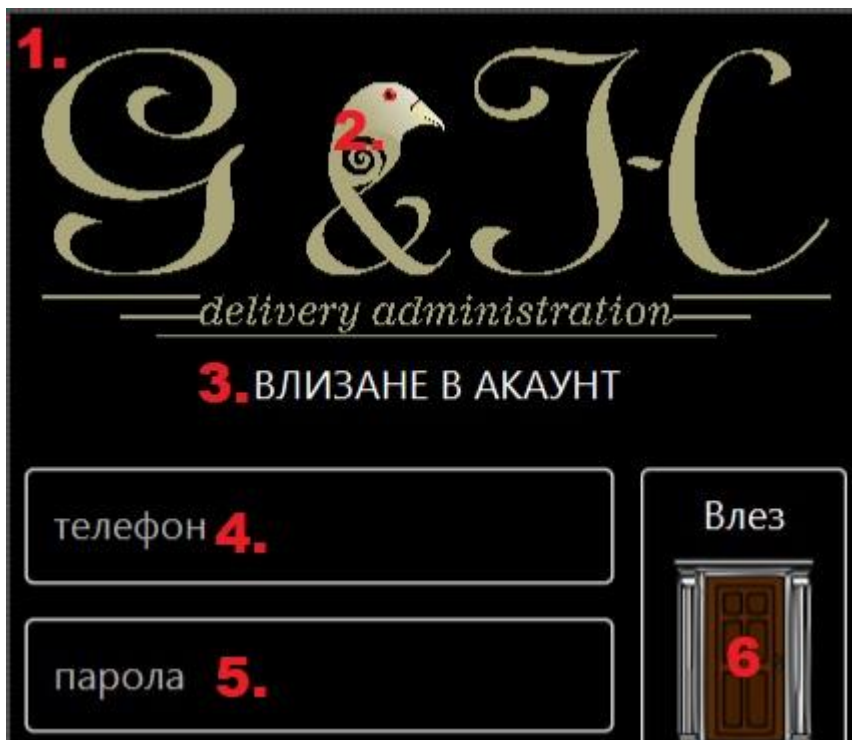 1.
G & H
2.
delivery administration
3. ВЛИЗАНЕ В АКАУНТ
телефон 4.
Влез
6
парола 5.